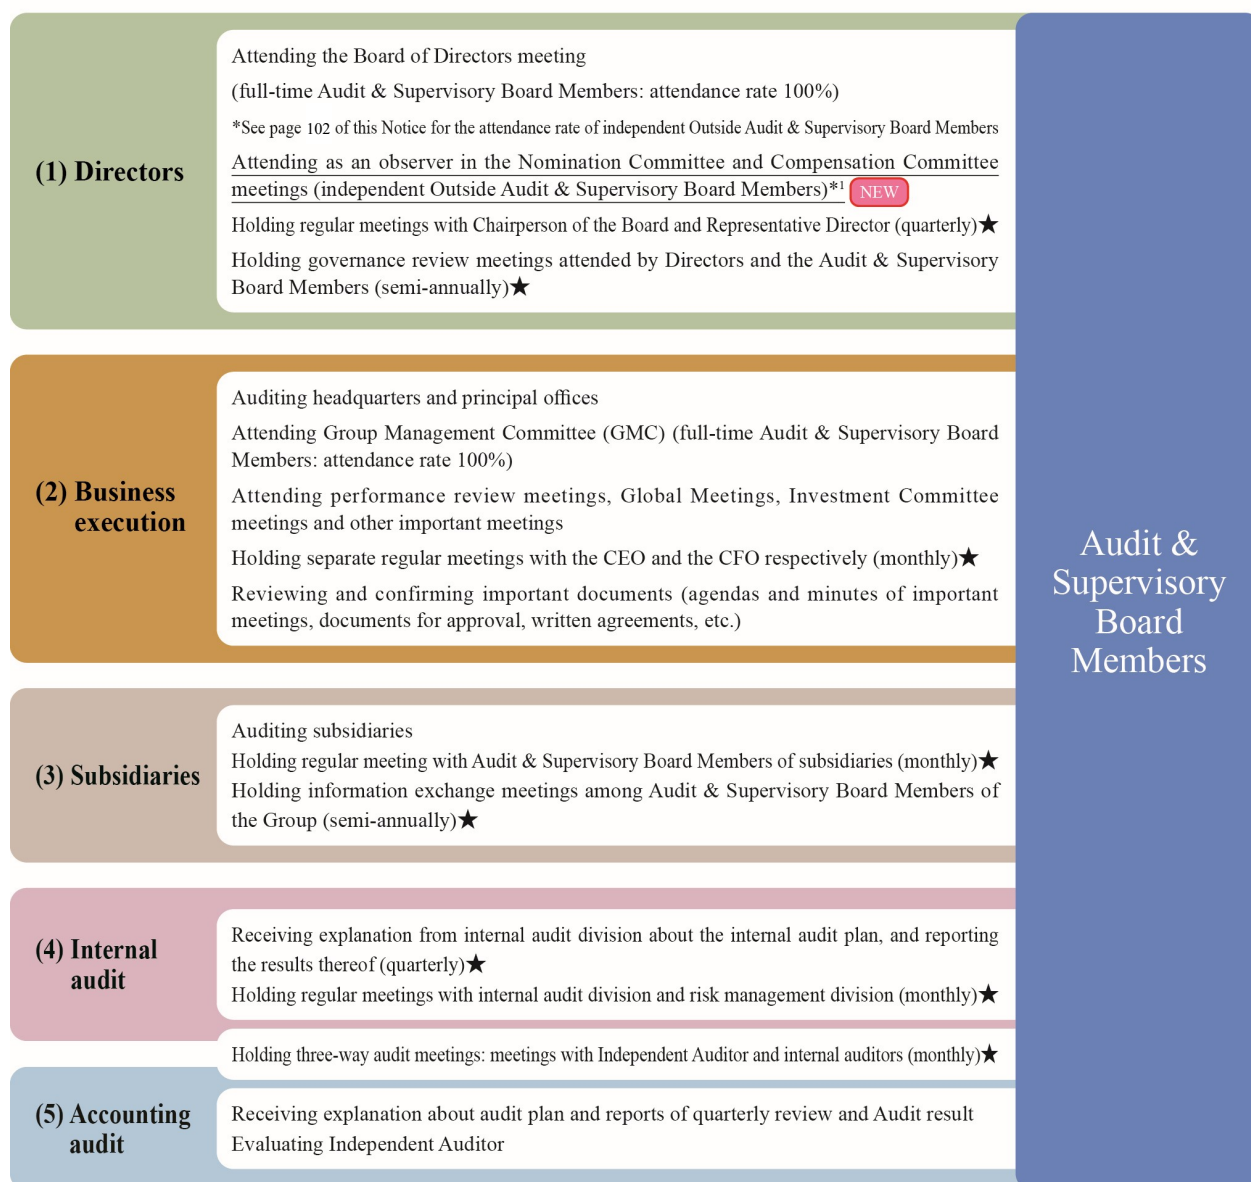 (1) Directors
Attending the Board of Directors meeting
(full-time Audit & Supervisory Board Members: attendance rate 100%)
*See page 102 of this Notice for the attendance rate of independent Outside Audit & Supervisory Board Members
Attending as an observer in the Nomination Committee and Compensation Committee
meetings (independent Outside Audit & Supervisory Board Members)*1 NEW
Holding regular meetings with Chairperson of the Board and Representative Director (quarterly)★
Holding governance review meetings attended by Directors and the Audit & Supervisory
Board Members (semi-annually)★
(2) Business
execution
Auditing headquarters and principal offices
Attending Group Management Committee (GMC) (full-time Audit & Supervisory Board
Members: attendance rate 100%)
Attending performance review meetings, Global Meetings, Investment Committee
meetings and other important meetings
Holding separate regular meetings with the CEO and the CFO respectively (monthly)★
Reviewing and confirming important documents (agendas and minutes of important
meetings, documents for approval, written agreements, etc.)
(3) Subsidiaries
Auditing subsidiaries
Holding regular meeting with Audit & Supervisory Board Members of subsidiaries (monthly)★
Holding information exchange meetings among Audit & Supervisory Board Members of
the Group (semi-annually)★
(4) Internal
audit
Receiving explanation from internal audit division about the internal audit plan, and reporting
the results thereof (quarterly)★
Holding regular meetings with internal audit division and risk management division (monthly)★
Holding three-way audit meetings: meetings with Independent Auditor and internal auditors (monthly)★
(5) Accounting
audit
Receiving explanation about audit plan and reports of quarterly review and Audit result
Evaluating Independent Auditor
Audit &
Supervisory
Board
Members